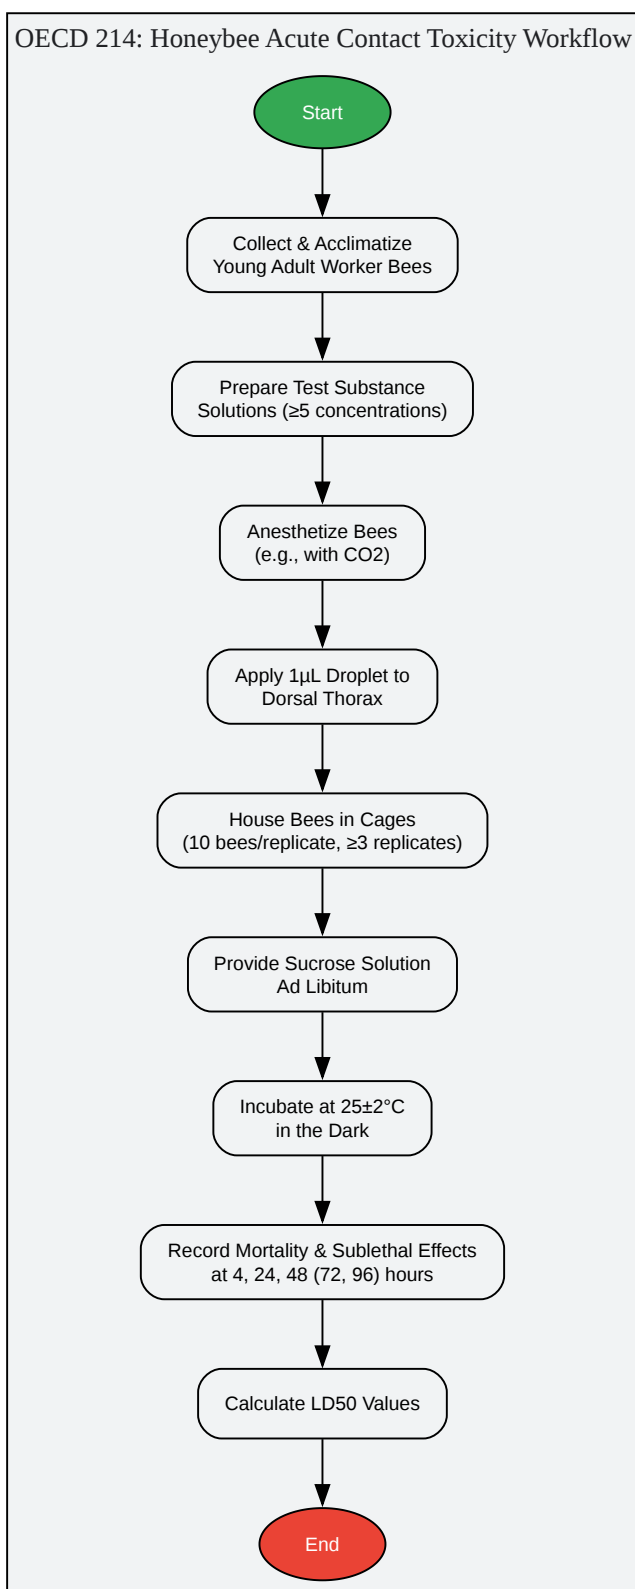 OECD 214: Honeybee Acute Contact Toxicity Workflow
Start
Collect & Acclimatize
Young Adult Worker Bees
Prepare Test Substance
Solutions (≥5 concentrations)
Anesthetize Bees
(e.g., with CO2)
Apply 1µL Droplet to
Dorsal Thorax
House Bees in Cages
(10 bees/replicate, ≥3 replicates)
Provide Sucrose Solution
Ad Libitum
Incubate at 25±2°C
in the Dark
Record Mortality & Sublethal Effects
at 4, 24, 48 (72, 96) hours
Calculate LD50 Values
End